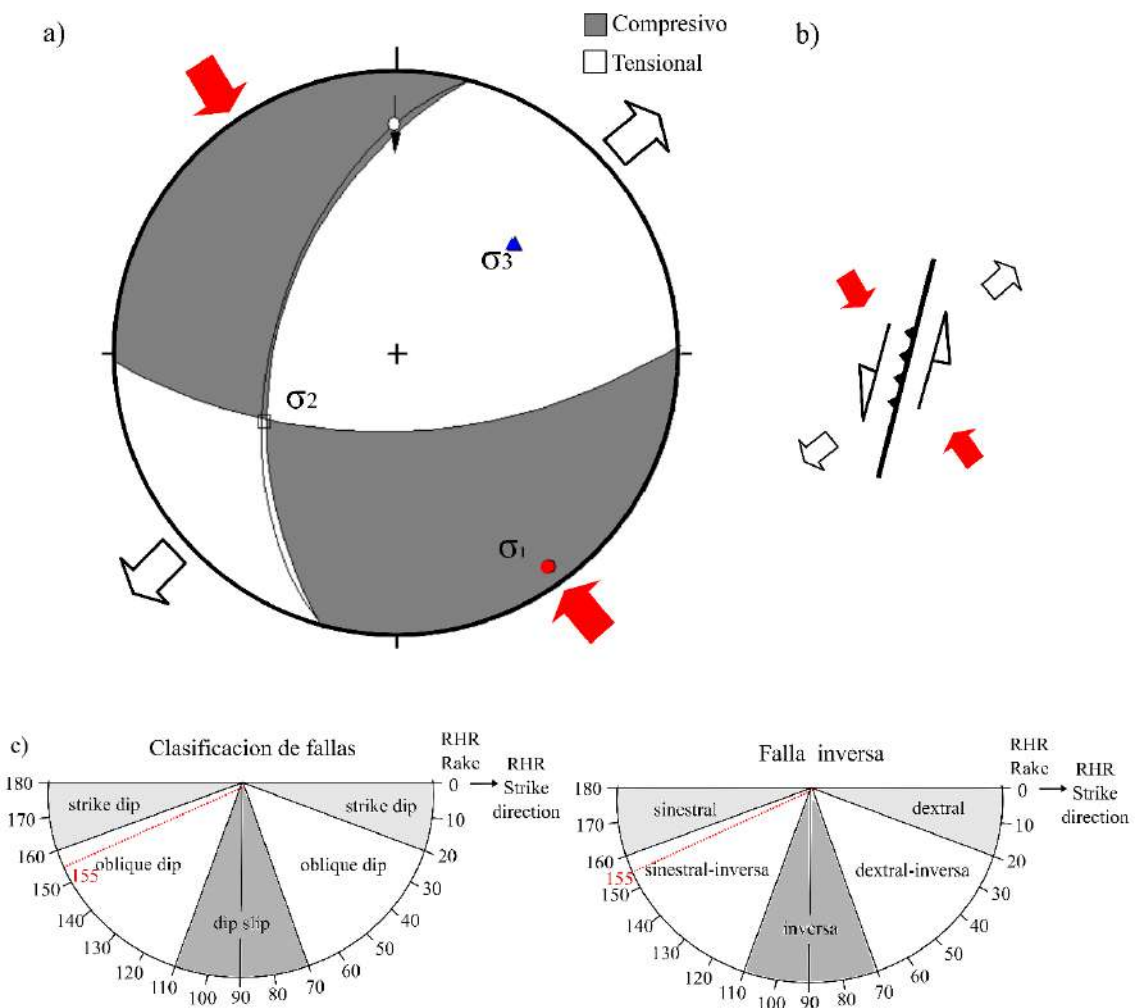 a)
Compresivo
Tensional
b)
σ3
σ2
σ1
c)
Clasificacion de fallas
RHR
Rake
RHR
Strike
direction
180
170
160
155
150
140
130
120
110
100
90
80
70
60
50
40
30
20
10
0
strike dip
strike dip
oblique dip
oblique dip
dip slip
Falla inversa
RHR
Rake
RHR
Strike
direction
180
170
160
155
150
140
130
120
110
100
90
80
70
60
50
40
30
20
10
0
sinestral
dextral
sinestral-inversa
dextral-inversa
inversa